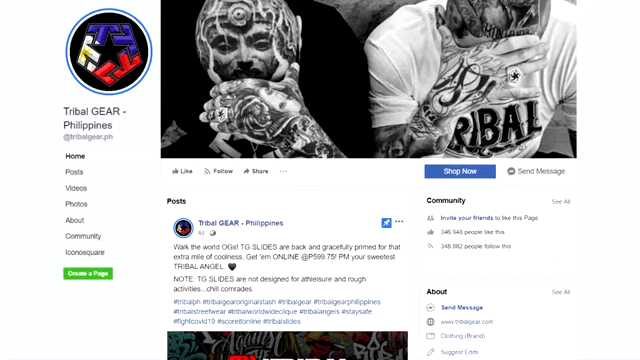 Tribal GEAR -
Philippines
@tribalgear.ph
Home
Posts
Videos
Photos
About
Community
Iconosquare
Create a Page
TRIBAL
Like
Follow
Share
Shop Now
Send Message
Posts
Tribal GEAR - Philippines
4d
Walk the world OGs! TG SLIDES are back and gracefully primed for that
extra mile of coolness. Get 'em ONLINE @P599.75! PM your sweetest
TRIBAL ANGEL.
NOTE: TG SLIDES are not designed for athleisure and rough
activities...chill comrades.
#tribalph #tribalgearoriginalstash #tribalgear #tribalgearphilippines
#tribalstreetwear #tribalworldwideclique #tribalangels #staysafe
#fightcovid19 #scoreitonline #tribalslides
Against
TRIBAL
Community
See All
Invite your friends to like this Page
346,948 people like this
348,882 people follow this
About
See All
Send Message
www.tribalgear.com
Clothing (Brand)
Suggest Edits